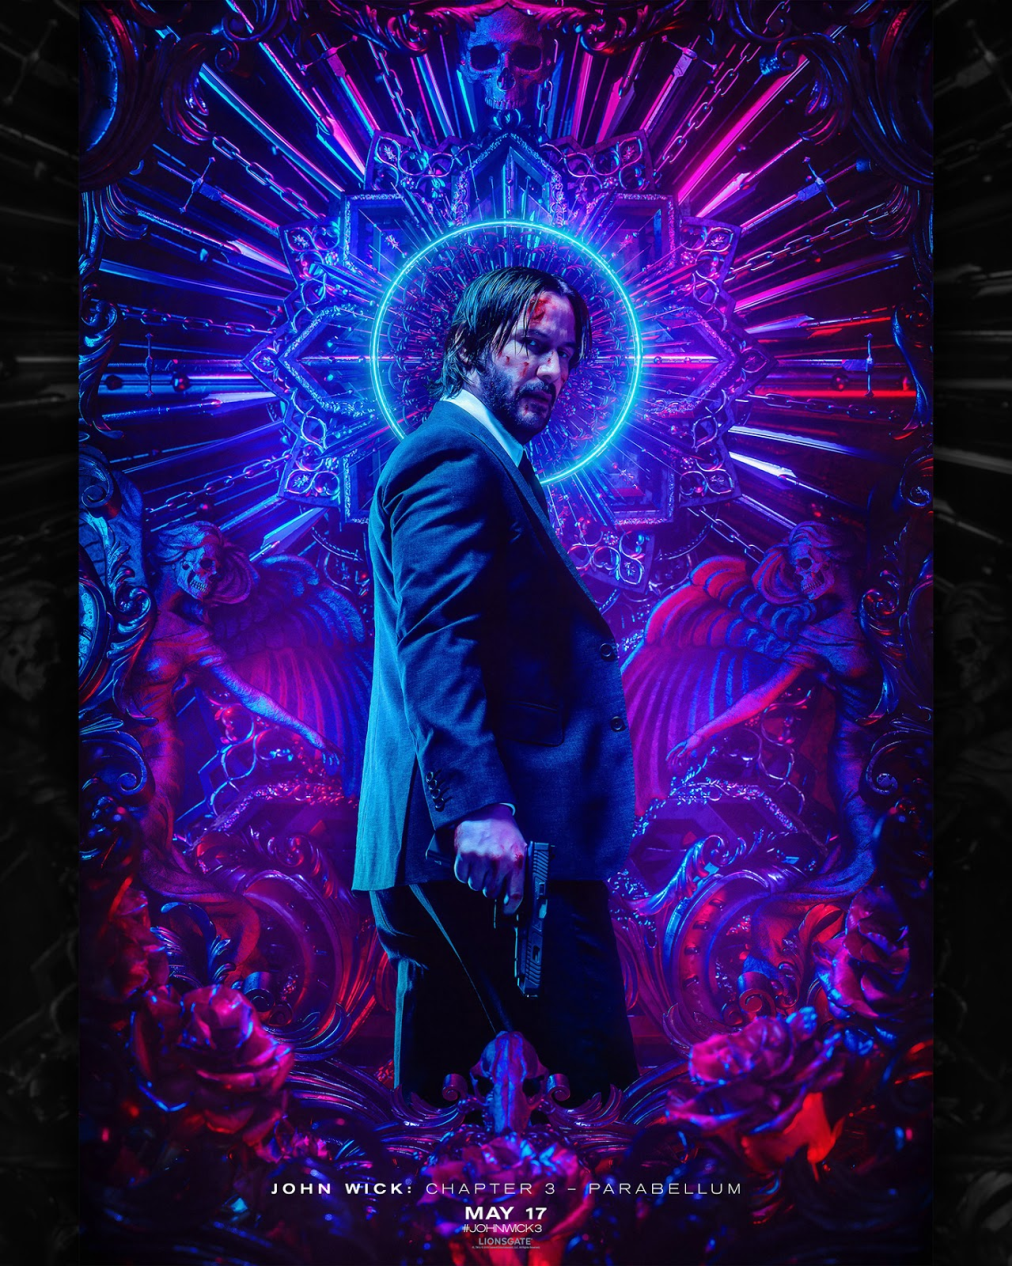 JOHN WICK: CHAPTER 3 – PARABELLUM
MAY 17
#JOHNWICK3
LIONSGATE